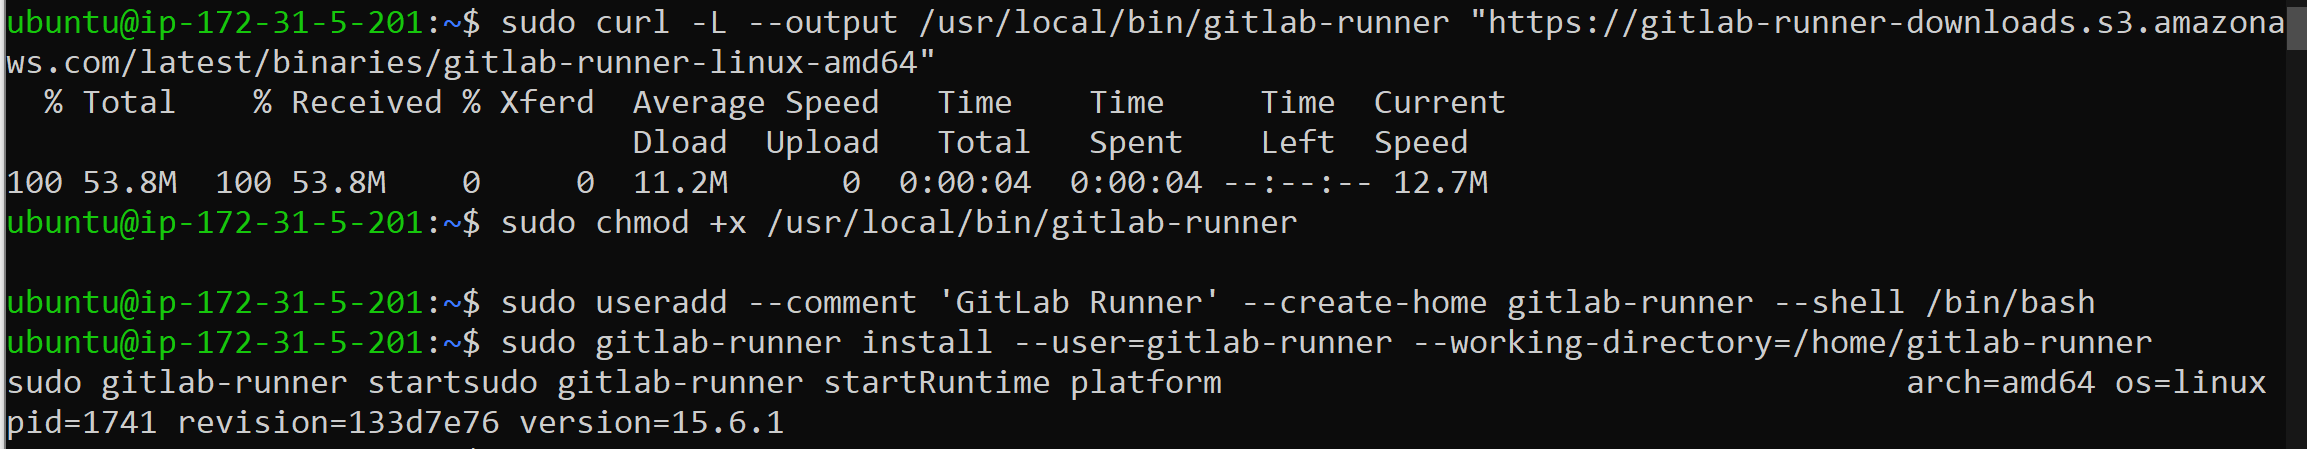 ubuntu@ip-172-31-5-201:~$ sudo curl -L --output /usr/local/bin/gitlab-runner "https://gitlab-runner-downloads.s3.amazona
ws.com/latest/binaries/gitlab-runner-linux-amd64"
  % Total    % Received % Xferd  Average Speed   Time    Time     Time  Current
                                 Dload  Upload   Total   Spent    Left  Speed
100 53.8M  100 53.8M    0     0  11.2M      0  0:00:04  0:00:04 --:--:-- 12.7M
ubuntu@ip-172-31-5-201:~$ sudo chmod +x /usr/local/bin/gitlab-runner
ubuntu@ip-172-31-5-201:~$ sudo useradd --comment 'GitLab Runner' --create-home gitlab-runner --shell /bin/bash
ubuntu@ip-172-31-5-201:~$ sudo gitlab-runner install --user=gitlab-runner --working-directory=/home/gitlab-runner
sudo gitlab-runner startsudo gitlab-runner startRuntime platform                                    arch=amd64 os=linux
pid=1741 revision=133d7e76 version=15.6.1